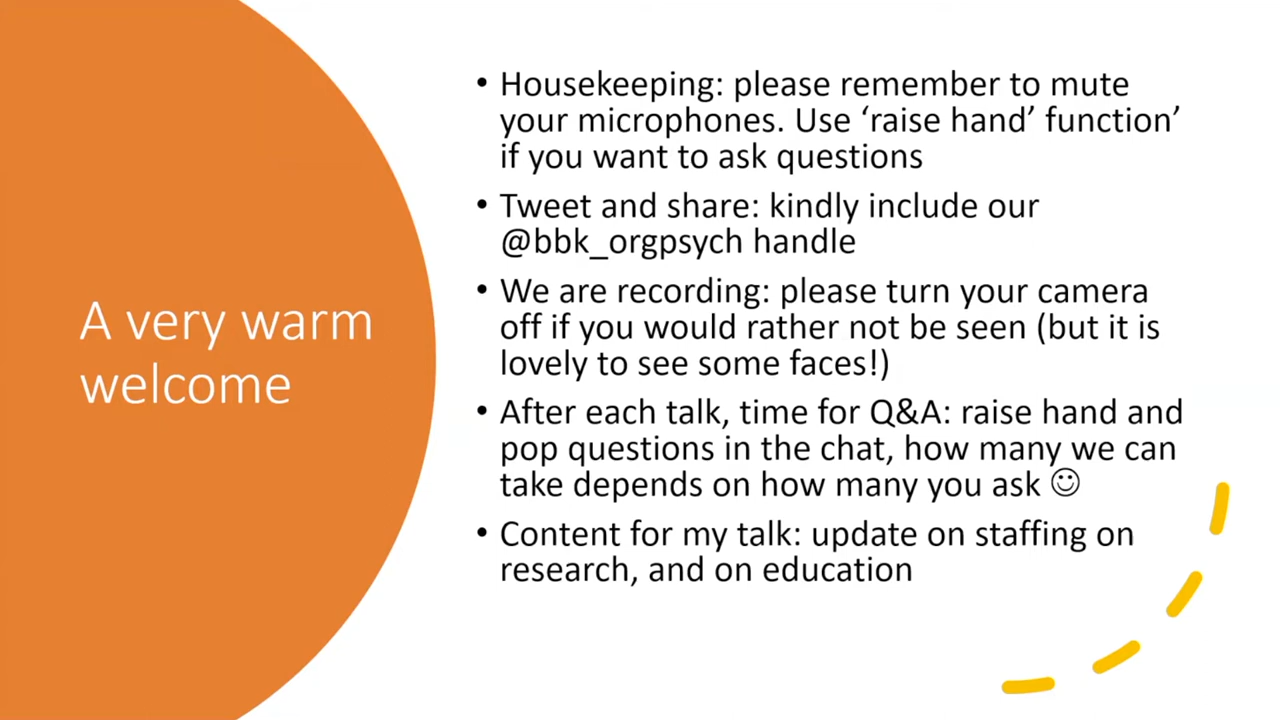 A very warm
welcome
• Housekeeping: please remember to mute
your microphones. Use ‘raise hand’ function’
if you want to ask questions
• Tweet and share: kindly include our
@bbk_orgpsych handle
• We are recording: please turn your camera
off if you would rather not be seen (but it is
lovely to see some faces!)
• After each talk, time for Q&A: raise hand and
pop questions in the chat, how many we can
take depends on how many you ask ☺
• Content for my talk: update on staffing on
research, and on education